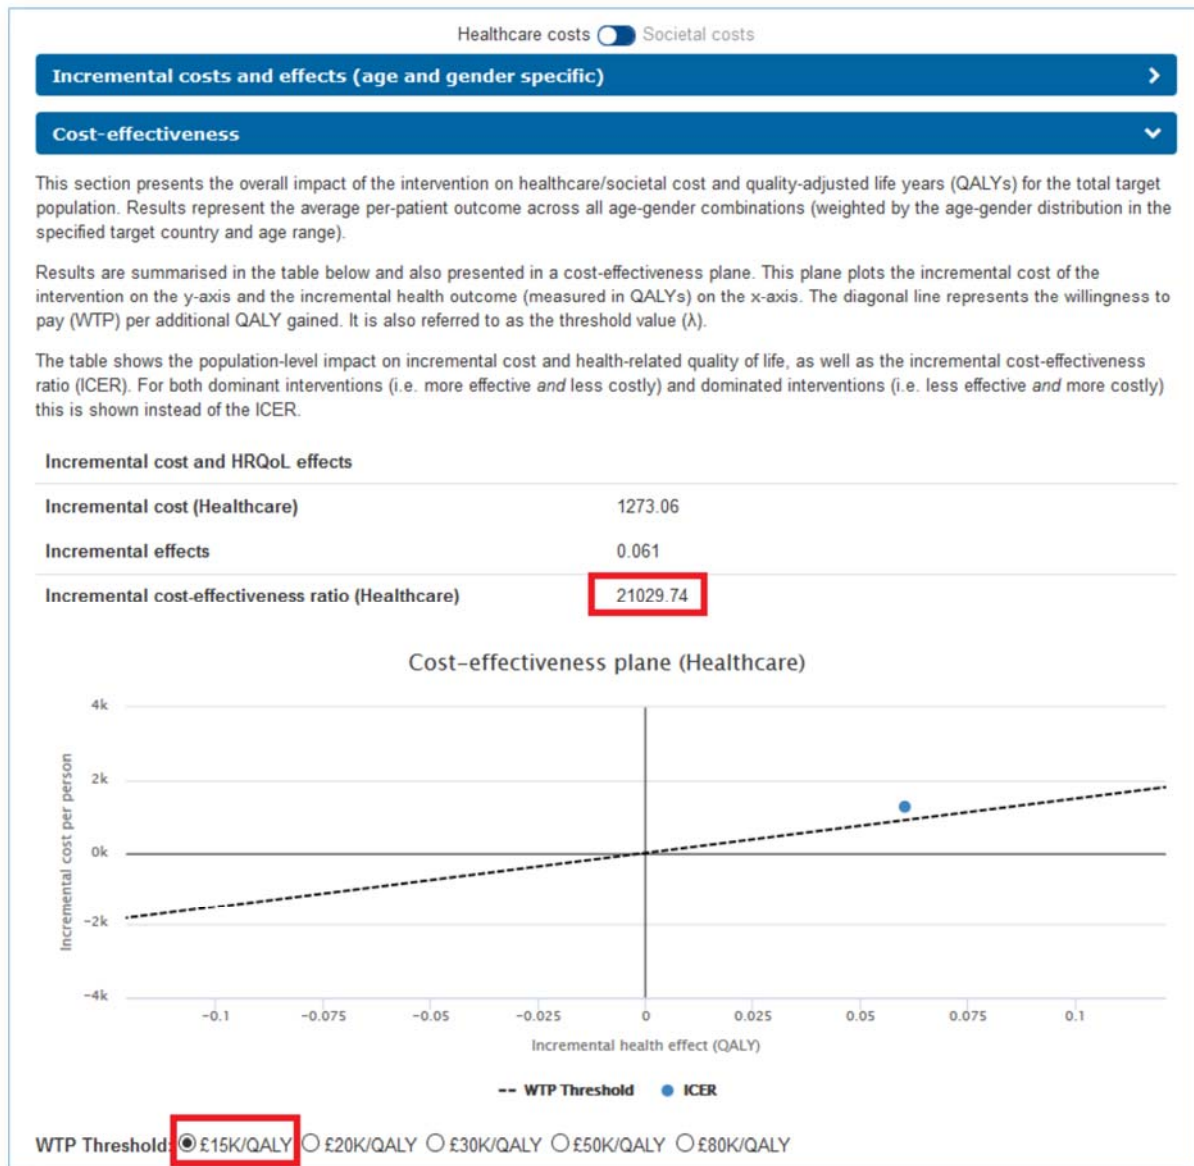 Healthcare costs Societal costs
Incremental costs and effects (age and gender specific)
Cost-effectiveness
This section presents the overall impact of the intervention on healthcare/societal cost and quality-adjusted life years (QALYs) for the total target
population. Results represent the average per-patient outcome across all age-gender combinations (weighted by the age-gender distribution in the
specified target country and age range).
Results are summarised in the table below and also presented in a cost-effectiveness plane. This plane plots the incremental cost of the
intervention on the y-axis and the incremental health outcome (measured in QALYs) on the x-axis. The diagonal line represents the willingness to
pay (WTP) per additional QALY gained. It is also referred to as the threshold value (λ).
The table shows the population-level impact on incremental cost and health-related quality of life, as well as the incremental cost-effectiveness
ratio (ICER). For both dominant interventions (i.e. more effective and less costly) and dominated interventions (i.e. less effective and more costly)
this is shown instead of the ICER.
Incremental cost and HRQoL effects
Incremental cost (Healthcare) 1273.06
Incremental effects 0.061
Incremental cost-effectiveness ratio (Healthcare) 21029.74
Cost-effectiveness plane (Healthcare)
Incremental cost per person
4k
2k
0k
-2k
-4k
-0.1 -0.075 -0.05 -0.025 0 0.025 0.05 0.075 0.1
Incremental health effect (QALY)
-- WTP Threshold ICER
WTP Threshold: £15K/QALY £20K/QALY £30K/QALY £50K/QALY £80K/QALY